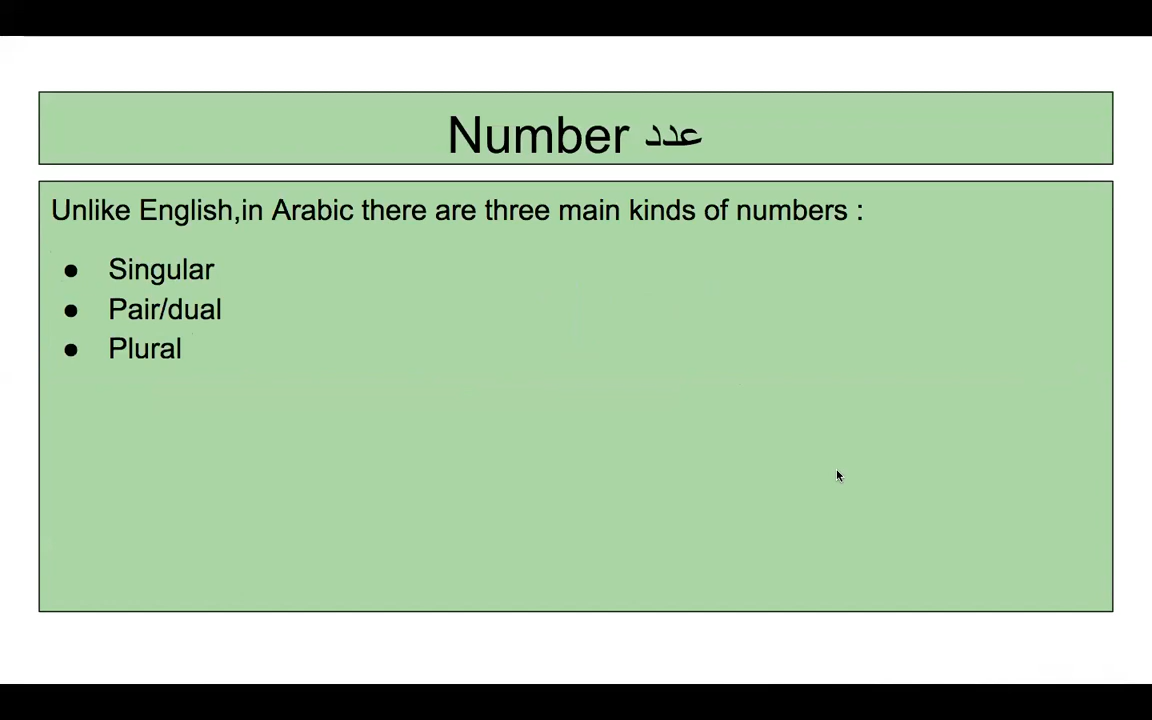 Number عدد
Unlike English,in Arabic there are three main kinds of numbers :
● Singular
● Pair/dual
● Plural